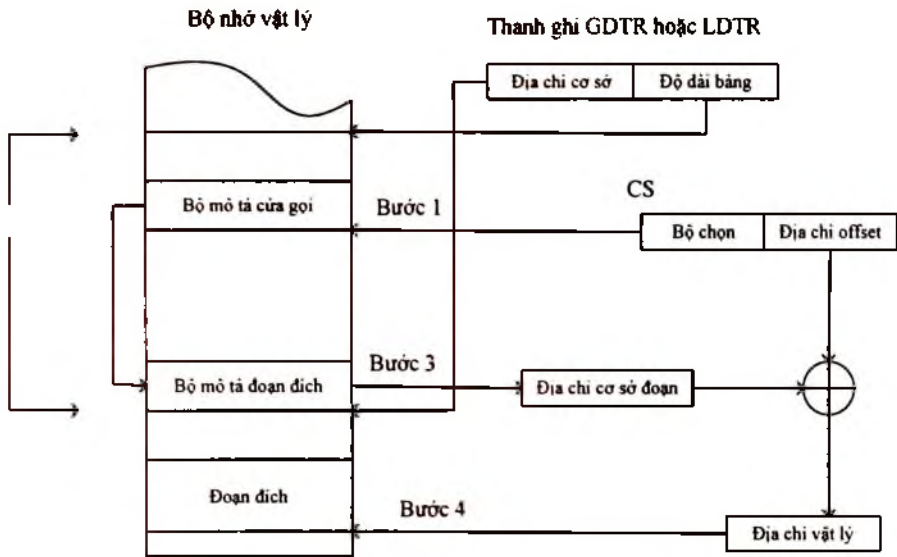 Bộ nhớ vật lý
Thanh ghi GDTR hoặc LDTR
Địa chỉ cơ sở
Độ dài bảng
Bộ mô tả cửa gọi
Bước 1
CS
Bộ chọn
Địa chỉ offset
Bộ mô tả đoạn đích
Bước 3
Địa chỉ cơ sở đoạn
Đoạn đích
Bước 4
Địa chỉ vật lý